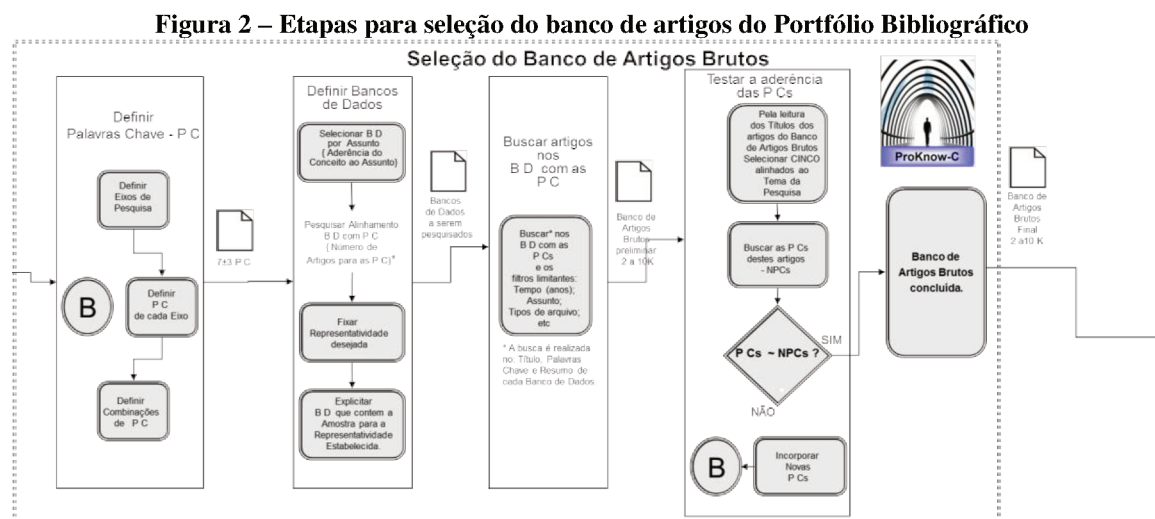 Figura 2 – Etapas para seleção do banco de artigos do Portfólio Bibliográfico
Seleção do Banco de Artigos Brutos
Definir
Palavras Chave - P C
Definir
Eixos de
Pesquisa
B
Definir
P C
de cada Eixo
Definir
Combinações
de P C
7±3 P C
Definir Bancos
de Dados
Selecionar B D
por Assunto
{ Aderência do
Conceito ao Assunto}
Pesquisar Alinhamento
B D com P C
{ Número de
Artigos para as P C}*
Fixar
Representatividade
desejada
Explicitar
B D que contem a
Amostra para a
Representatividade
Estabelecida.
Bancos
de Dados
a serem
pesquisados
Buscar artigos
nos
B D com as
P C
Buscar* nos
B D com as
P Cs
e os
filtros limitantes:
Tempo (anos);
Assunto;
Tipos de arquivo;
etc
* A busca é realizada
no: Título, Palavras
Chave e Resumo de
cada Banco de Dados
Banco de
Artigos
Brutos
preliminar
2 a 10K
Testar a aderência
das P Cs
Pela leitura
dos Títulos dos
artigos do Banco
de Artigos Brutos
Selecionar CINCO
alinhados ao
Tema da
Pesquisa
Buscar as P Cs
destes artigos
- NPCs
P Cs ~ NPCs ?
SIM
NÃO
B
Incorporar
Novas
P Cs
ProKnow-C
Banco de
Artigos Brutos
concluída.
Banco de
Artigos
Brutos
Final
2 a10 K